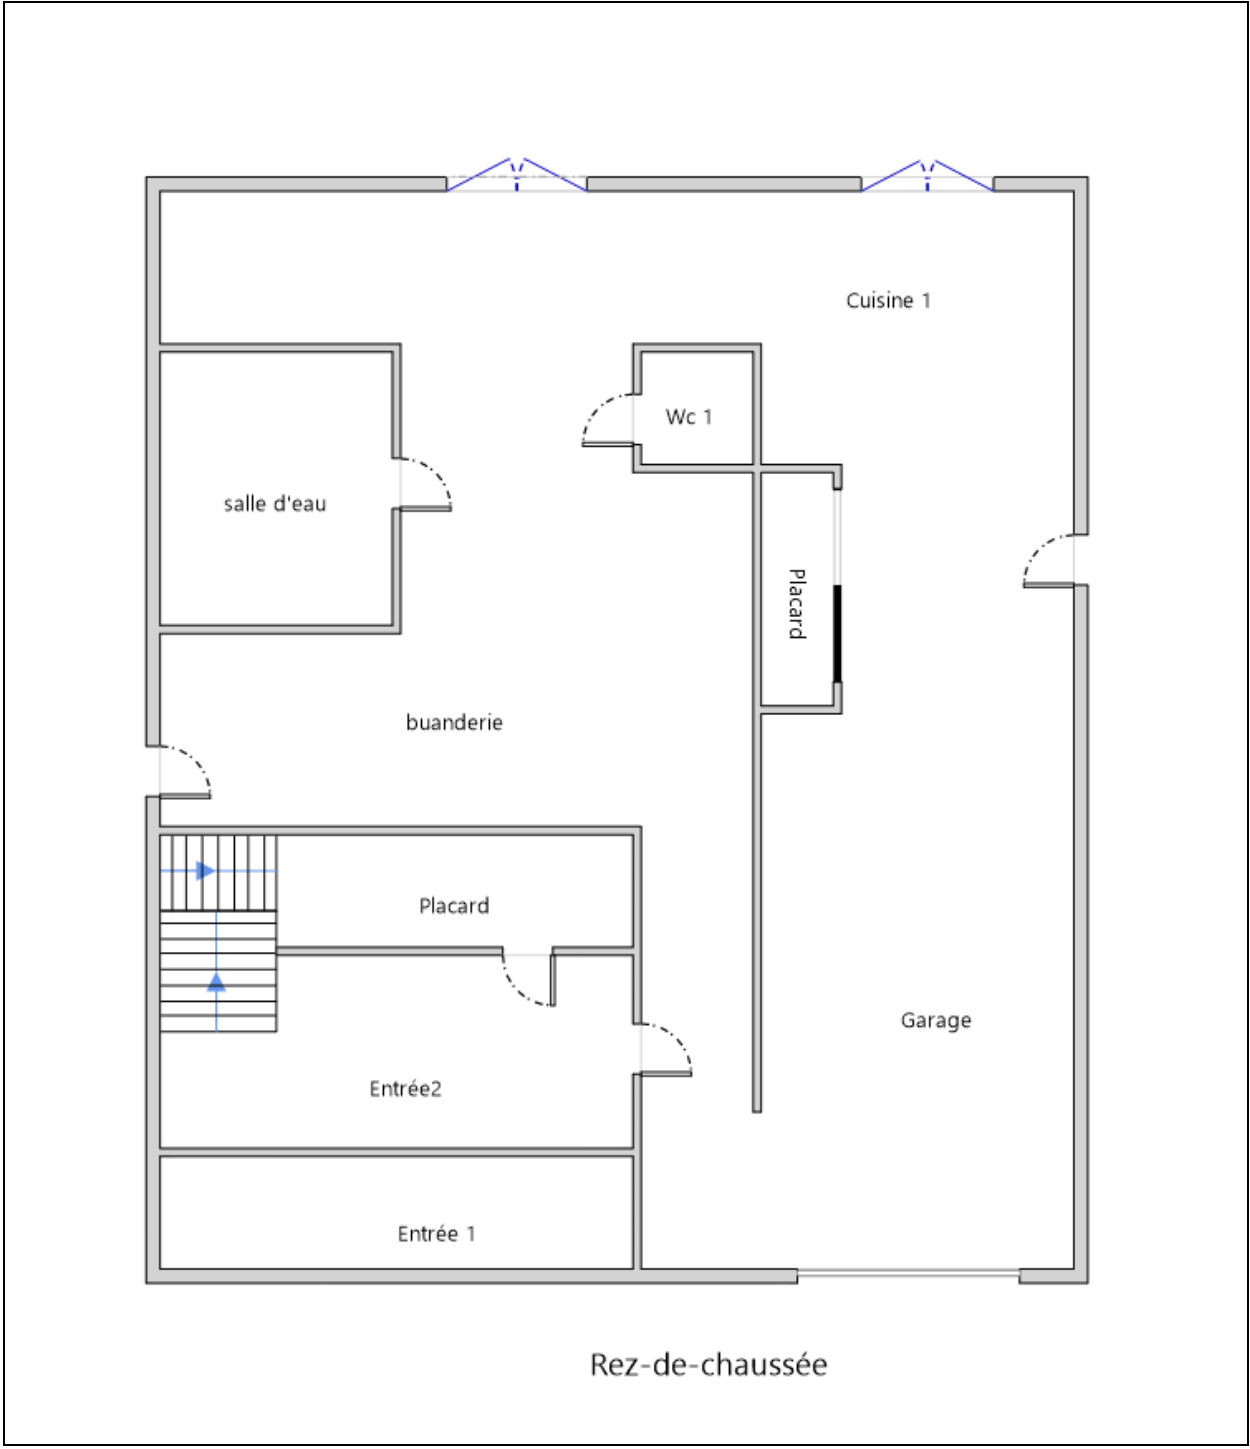 Cuisine 1
Wc 1
salle d'eau
Placard
buanderie
Placard
Garage
Entrée2
Entrée 1
Rez-de-chaussée